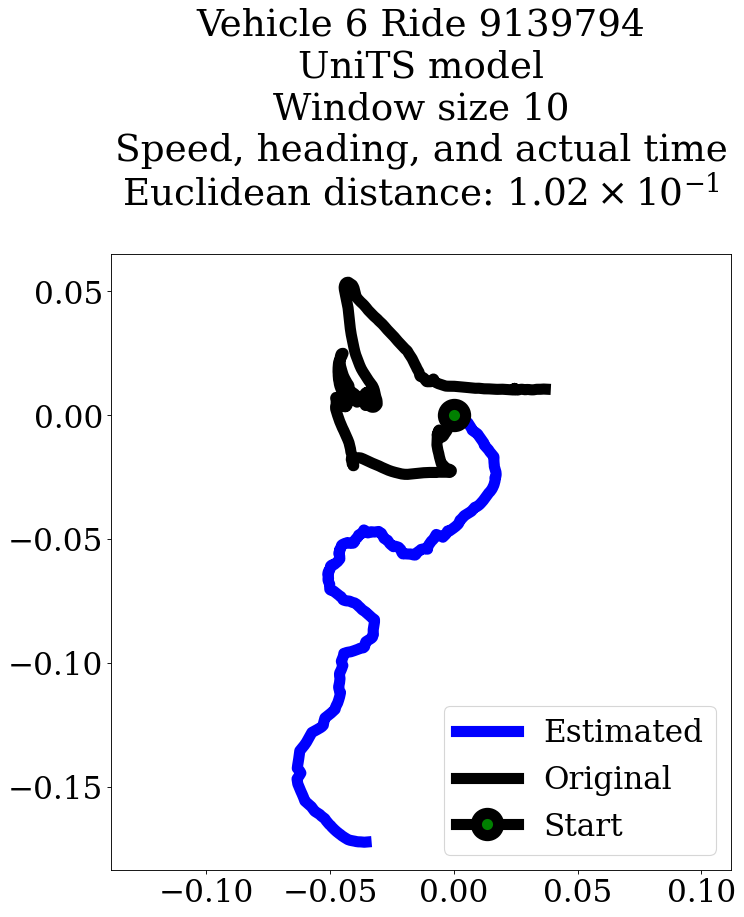 Vehicle 6 Ride 9139794
UniTS model
Window size 10
Speed, heading, and actual time
Euclidean distance: 1.02 × 10⁻¹
0.05
0.00
−0.05
−0.10
−0.15
Estimated
Original
Start
−0.10 −0.05 0.00 0.05 0.10